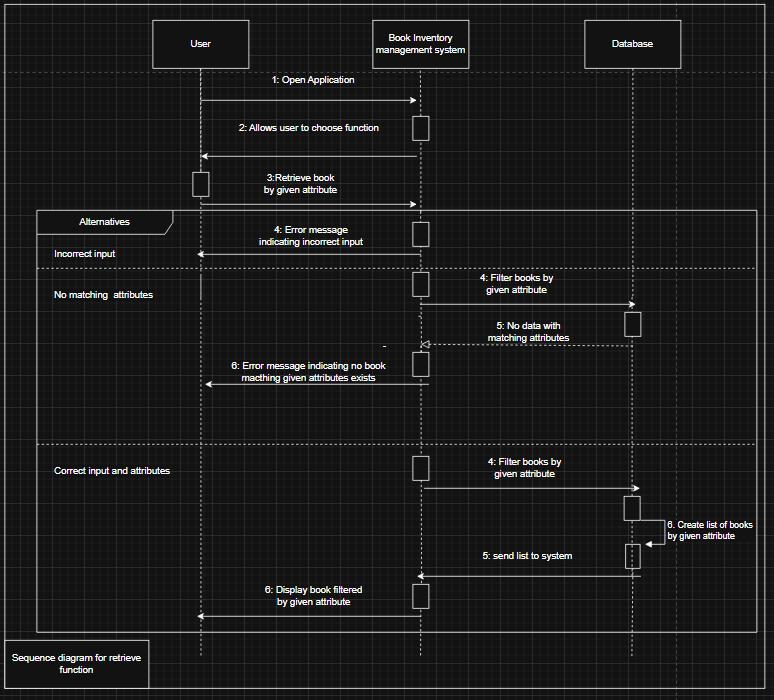 User
Book Inventory
management system
Database
1: Open Application
2: Allows user to choose function
3:Retrieve book
by given attribute
Alternatives
4: Error message
indicating incorrect input
Incorrect input
4: Filter books by
given attribute
No matching attributes
5: No data with
matching attributes
6: Error message indicating no book
macthing given attributes exists
Correct input and attributes
4: Filter books by
given attribute
6. Create list of books
by given attribute
5: send list to system
6: Display book filtered
by given attribute
Sequence diagram for retrieve
function